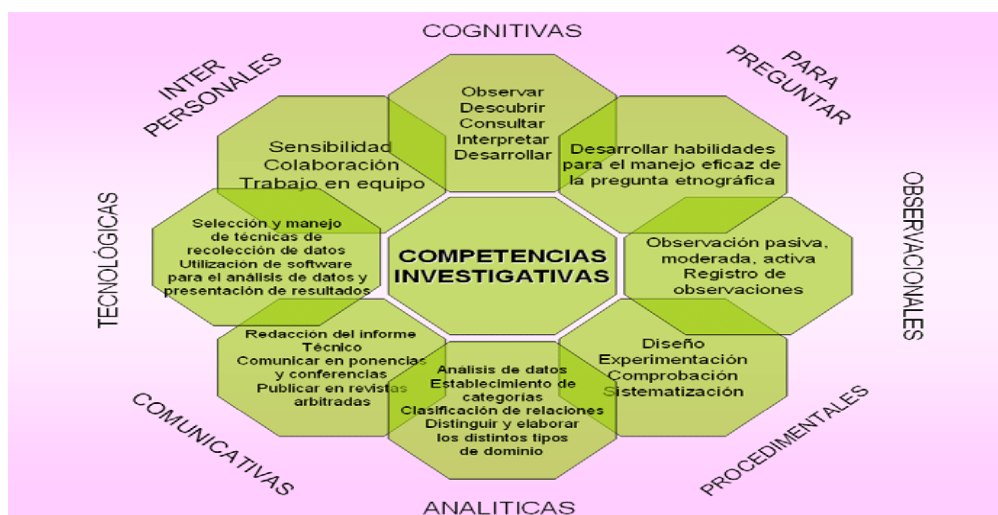 COGNITIVAS
Observar
Descubrir
Consultar
Interpretar
Desarrollar
PARA
PREGUNTAR
Desarrollar habilidades
para el manejo eficaz de
la pregunta etnográfica
OBSERVACIONALES
Observación pasiva,
moderada, activa
Registro de
observaciones
PROCEDIMENTALES
Diseño
Experimentación
Comprobación
Sistematización
ANALITICAS
Análisis de datos
Establecimiento de
categorías
Clasificación de relaciones
Distinguir y elaborar
los distintos tipos
de dominio
COMUNICATIVAS
Redacción del informe
Técnico
Comunicar en ponencias
y conferencias
Publicar en revistas
arbitradas
TECNOLÓGICAS
Selección y manejo
de técnicas de
recolección de datos
Utilización de software
para el análisis de datos y
presentación de resultados
INTER
PERSONALES
Sensibilidad
Colaboración
Trabajo en equipo
COMPETENCIAS
INVESTIGATIVAS